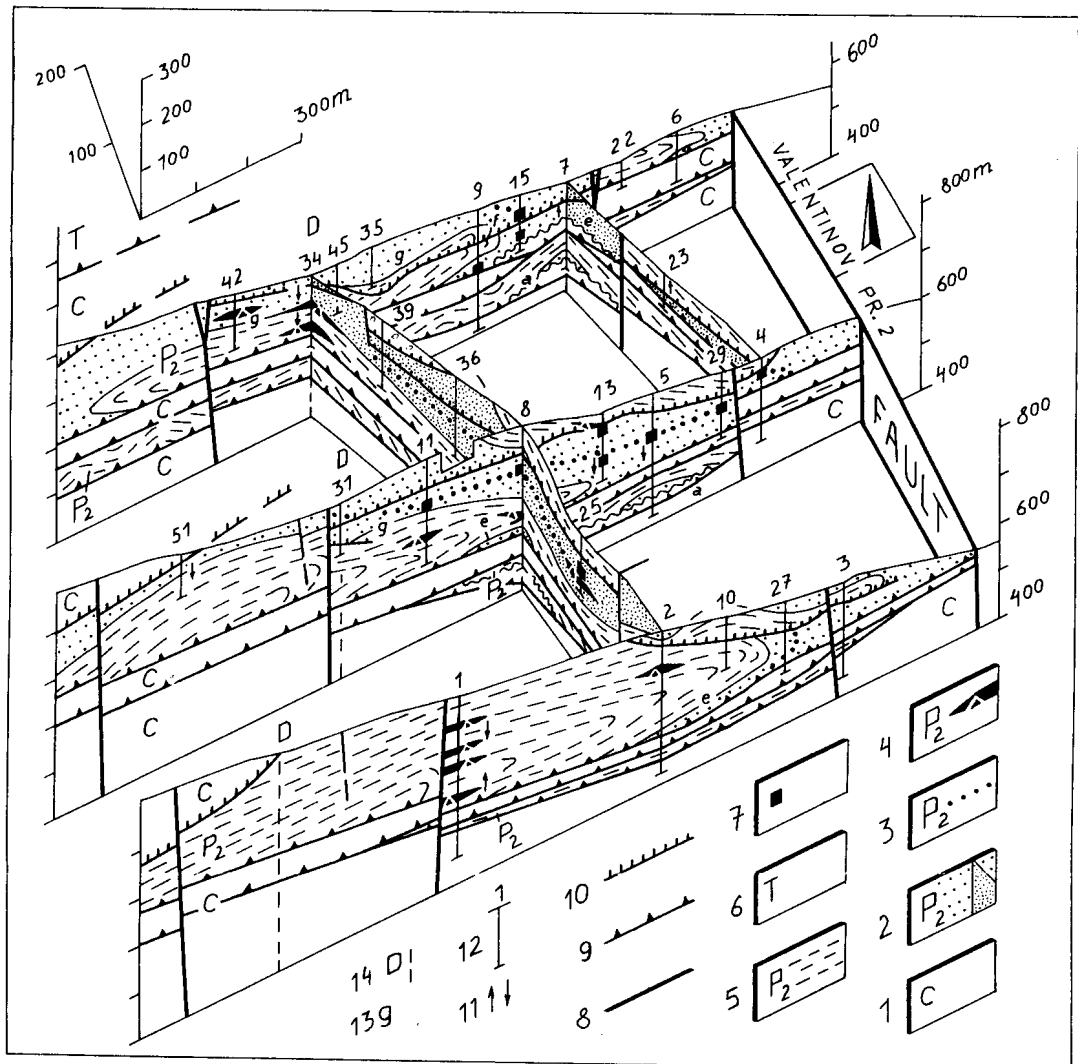 200
100
300
200
100
300m
600
400
800m
600
400
800
600
400
VALENTINOV PR. 2
FAULT
T
C
P2
C
C
P2
42
g
34
45
D
35
g
39
36
9
15
7
22
6
C
C
e
a
23
4
29
5
13
8
25
a
C
11
D
31
g
e
P2
51
C
C
C
1
2
10
27
3
e
C
D
C
P2
C
P2
14 D
13 g
12
1
11
10
9
8
7
6 T
5 P2
4 P2
3 P2
2 P2
1 C